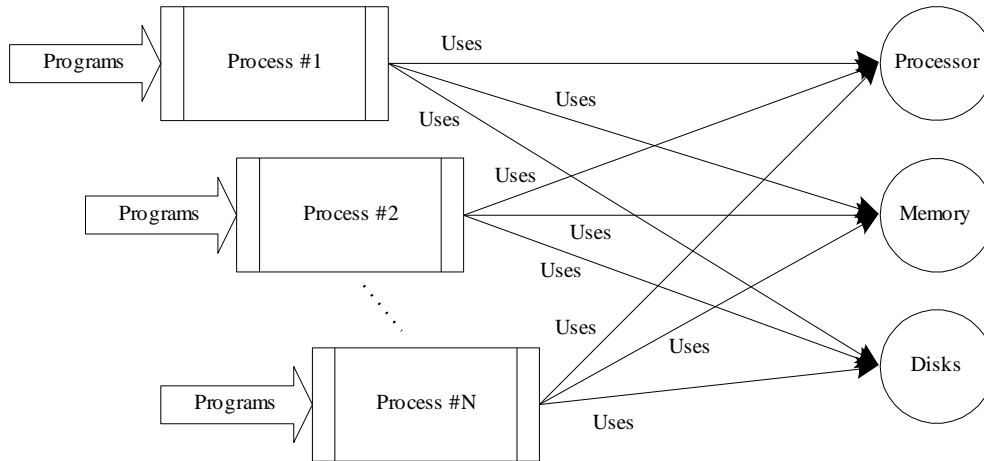 Programs
Process #1
Uses
Uses
Uses
Processor
Programs
Process #2
Uses
Uses
Uses
Memory
Programs
Process #N
Uses
Uses
Uses
Disks